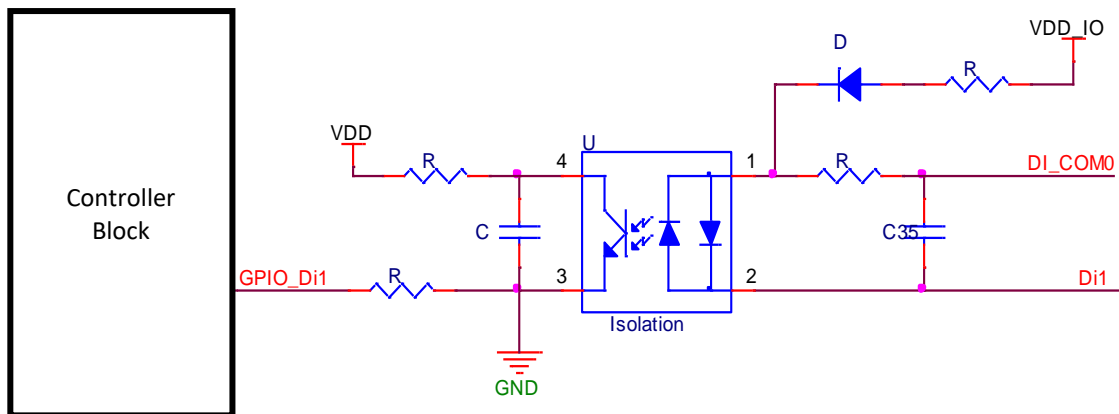 D
VDD_IO
R
VDD
R
4
U
1
R
DI_COM0
Controller
Block
C
C35
GPIO_Di1
R
3
2
Di1
Isolation
GND